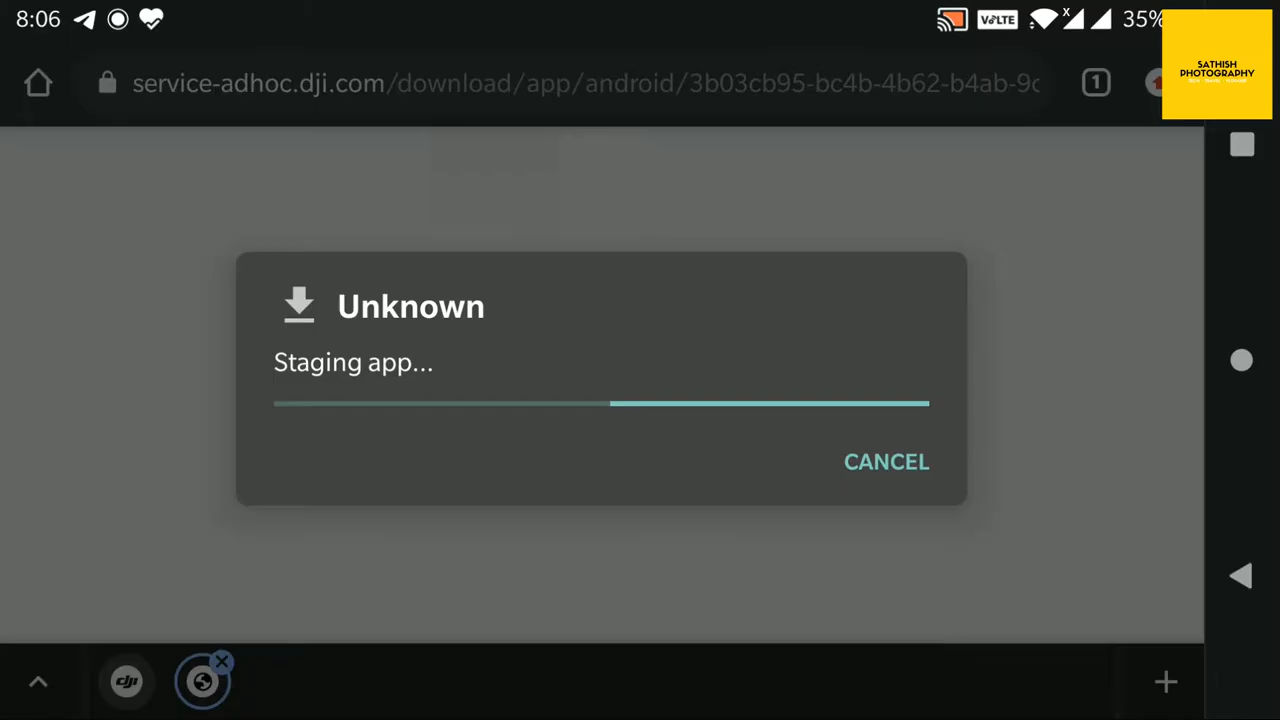 8:06
VoLTE
x
35%
SATHISH
PHOTOGRAPHY
service-adhoc.dji.com/download/app/android/3b03cb95-bc4b-4b62-b4ab-9c
1
Unknown
Staging app...
CANCEL
dji